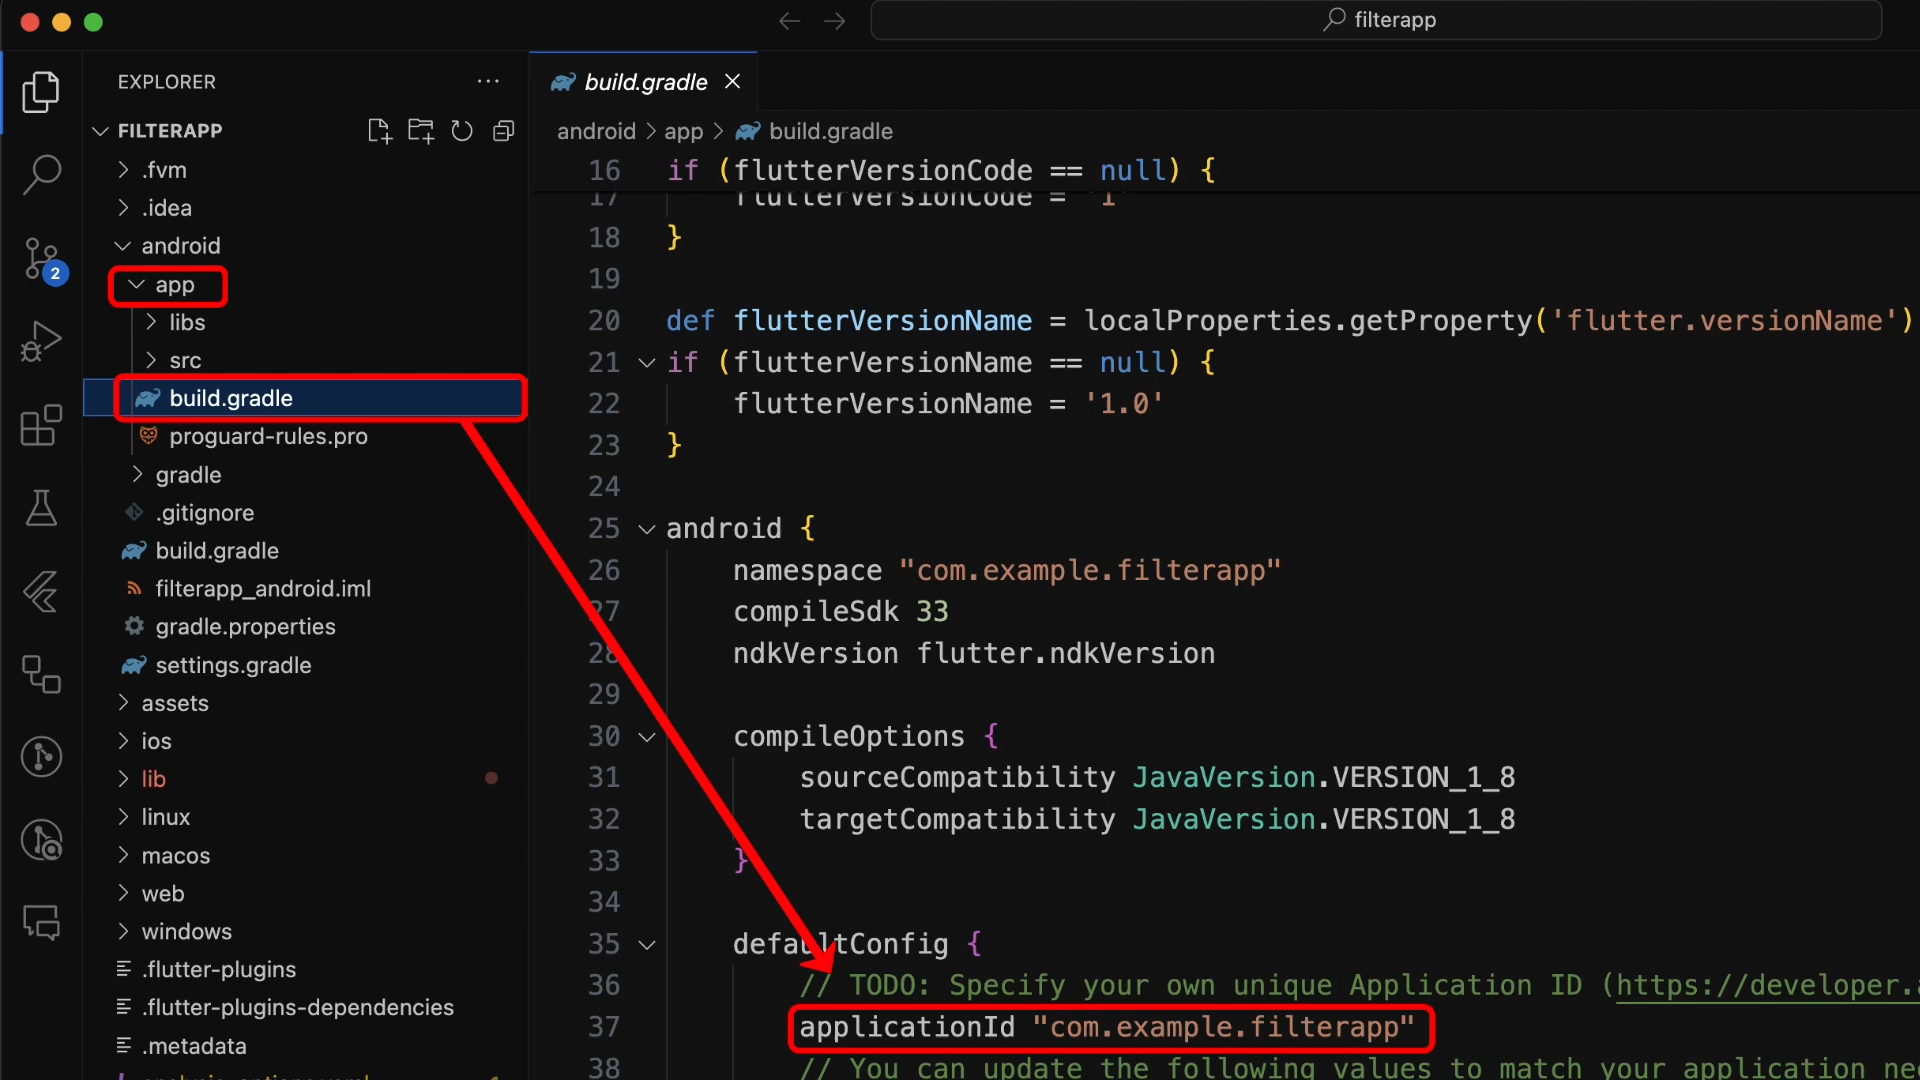 filterapp
EXPLORER
FILTERAPP
.fvm
.idea
android
app
libs
src
build.gradle
proguard-rules.pro
gradle
.gitignore
build.gradle
filterapp_android.iml
gradle.properties
settings.gradle
assets
ios
lib
linux
macos
web
windows
.flutter-plugins
.flutter-plugins-dependencies
.metadata
2
build.gradle
android > app > build.gradle
16 if (flutterVersionCode == null) {
17 flutterVersionCode = '1'
18 }
19
20 def flutterVersionName = localProperties.getProperty('flutter.versionName')
21 if (flutterVersionName == null) {
22 flutterVersionName = '1.0'
23 }
24
25 android {
26 namespace "com.example.filterapp"
27 compileSdk 33
28 ndkVersion flutter.ndkVersion
29
30 compileOptions {
31 sourceCompatibility JavaVersion.VERSION_1_8
32 targetCompatibility JavaVersion.VERSION_1_8
33 }
34
35 defaultConfig {
36 // TODO: Specify your own unique Application ID (https://developer.
37 applicationId "com.example.filterapp"
38 // You can update the following values to match your application